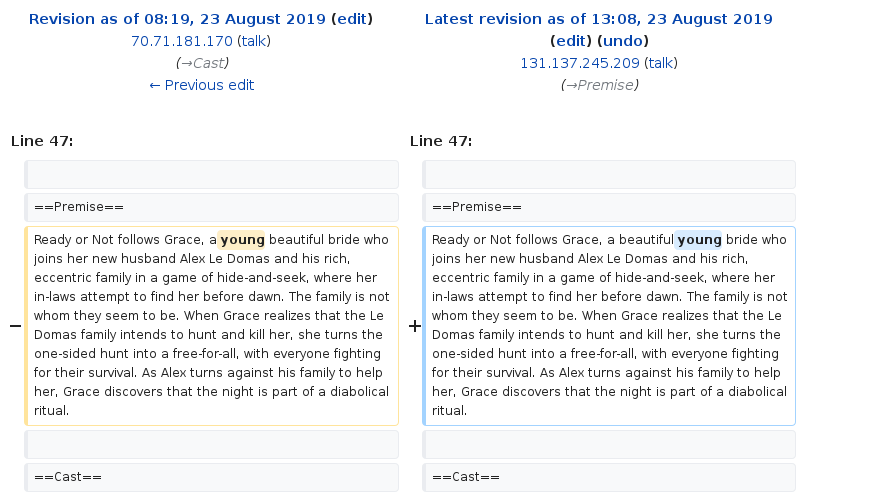 Revision as of 08:19, 23 August 2019 (edit)
70.71.181.170 (talk)
(→Cast)
← Previous edit
Latest revision as of 13:08, 23 August 2019
(edit) (undo)
131.137.245.209 (talk)
(→Premise)
Line 47:
Line 47:
==Premise==
==Premise==
−
Ready or Not follows Grace, a young beautiful bride who
joins her new husband Alex Le Domas and his rich,
eccentric family in a game of hide-and-seek, where her
in-laws attempt to find her before dawn. The family is not
whom they seem to be. When Grace realizes that the Le
Domas family intends to hunt and kill her, she turns the
one-sided hunt into a free-for-all, with everyone fighting
for their survival. As Alex turns against his family to help
her, Grace discovers that the night is part of a diabolical
ritual.
+
Ready or Not follows Grace, a beautiful young bride who
joins her new husband Alex Le Domas and his rich,
eccentric family in a game of hide-and-seek, where her
in-laws attempt to find her before dawn. The family is not
whom they seem to be. When Grace realizes that the Le
Domas family intends to hunt and kill her, she turns the
one-sided hunt into a free-for-all, with everyone fighting
for their survival. As Alex turns against his family to help
her, Grace discovers that the night is part of a diabolical
ritual.
==Cast==
==Cast==